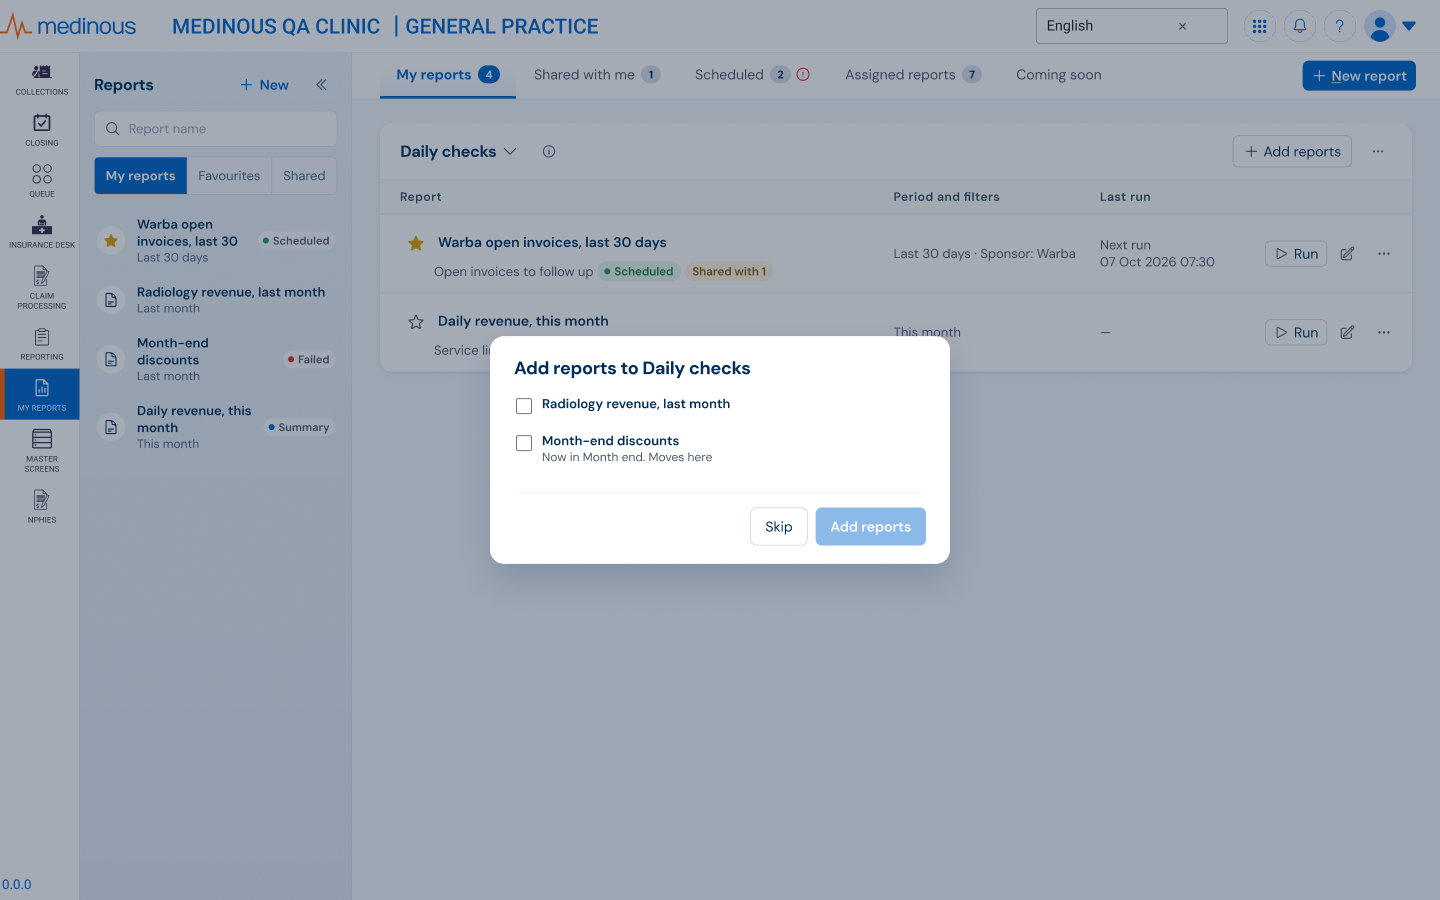 medinous
MEDINOUS QA CLINIC | GENERAL PRACTICE
English ×
?
COLLECTIONS
CLOSING
QUEUE
INSURANCE DESK
CLAIM
PROCESSING
REPORTING
MY REPORTS
MASTER
SCREENS
NPHIES
0.0.0
Reports
+ New
Report name
My reports
Favourites
Shared
Warba open
invoices, last 30
Last 30 days
Scheduled
Radiology revenue, last month
Last month
Month-end
discounts
Last month
Failed
Daily revenue, this
month
This month
Summary
My reports 4
Shared with me 1
Scheduled 2
Assigned reports 7
Coming soon
+ New report
Daily checks
+ Add reports
Report
Period and filters
Last run
Warba open invoices, last 30 days
Open invoices to follow up
Scheduled
Shared with 1
Last 30 days · Sponsor: Warba
Next run
07 Oct 2026 07:30
Run
Daily revenue, this month
Service li
This month
—
Run
Add reports to Daily checks
Radiology revenue, last month
Month-end discounts
Now in Month end. Moves here
Skip
Add reports